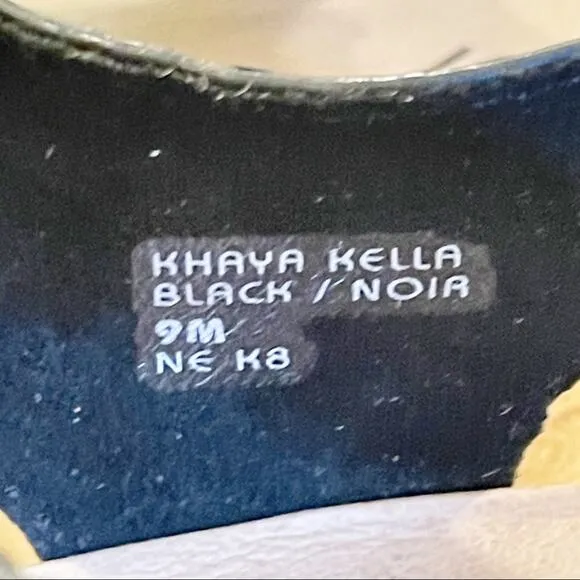 KHAYA KELLA
BLACK / NOIR
9M
NE K8